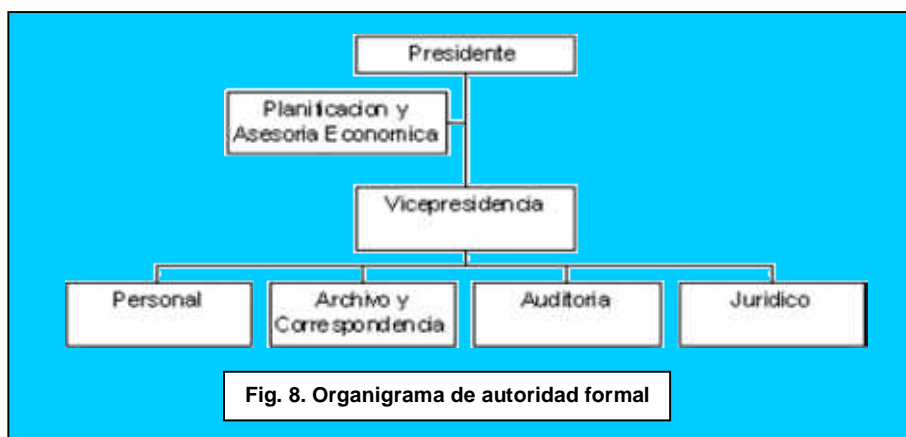 Presidente
Planificacion y
Asesoria Economica
Vicepresidencia
Personal
Archivo y
Correspondencia
Auditoria
Juridico
Fig. 8. Organigrama de autoridad formal